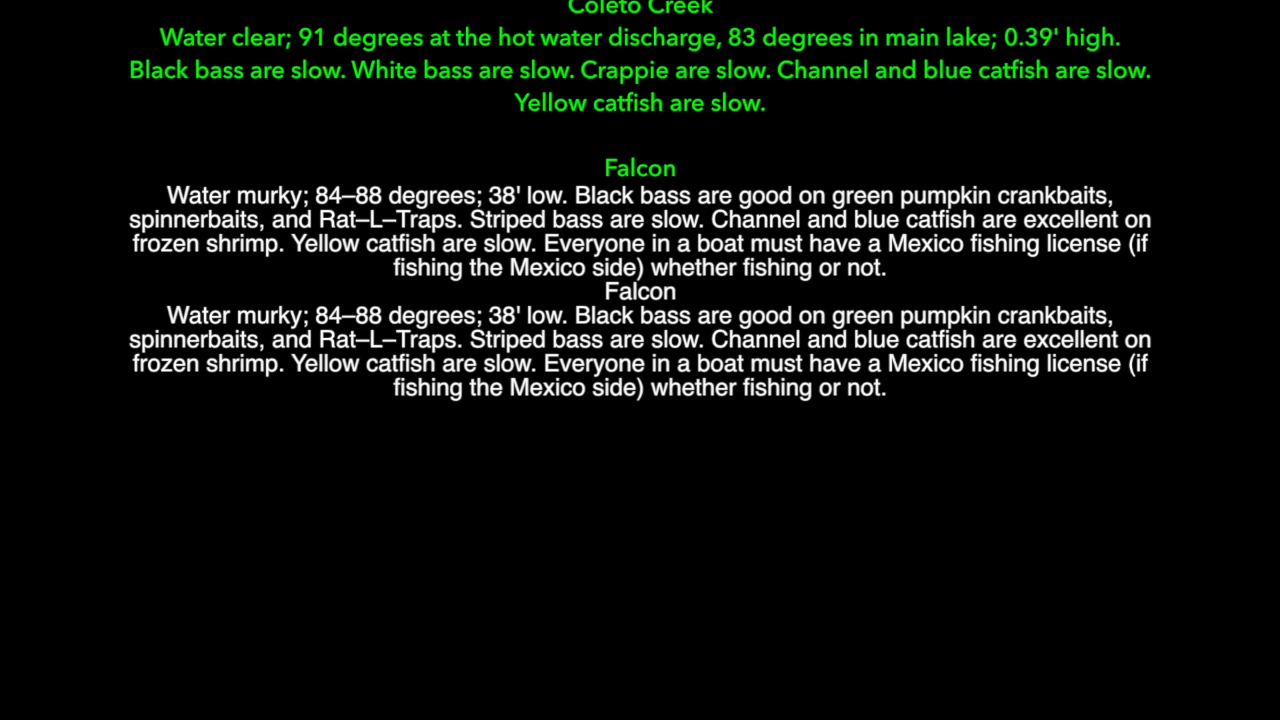 Coleto Creek
Water clear; 91 degrees at the hot water discharge, 83 degrees in main lake; 0.39' high.
Black bass are slow. White bass are slow. Crappie are slow. Channel and blue catfish are slow.
Yellow catfish are slow.
Falcon
Water murky; 84–88 degrees; 38' low. Black bass are good on green pumpkin crankbaits,
spinnerbaits, and Rat–L–Traps. Striped bass are slow. Channel and blue catfish are excellent on
frozen shrimp. Yellow catfish are slow. Everyone in a boat must have a Mexico fishing license (if
fishing the Mexico side) whether fishing or not.
Falcon
Water murky; 84–88 degrees; 38' low. Black bass are good on green pumpkin crankbaits,
spinnerbaits, and Rat–L–Traps. Striped bass are slow. Channel and blue catfish are excellent on
frozen shrimp. Yellow catfish are slow. Everyone in a boat must have a Mexico fishing license (if
fishing the Mexico side) whether fishing or not.